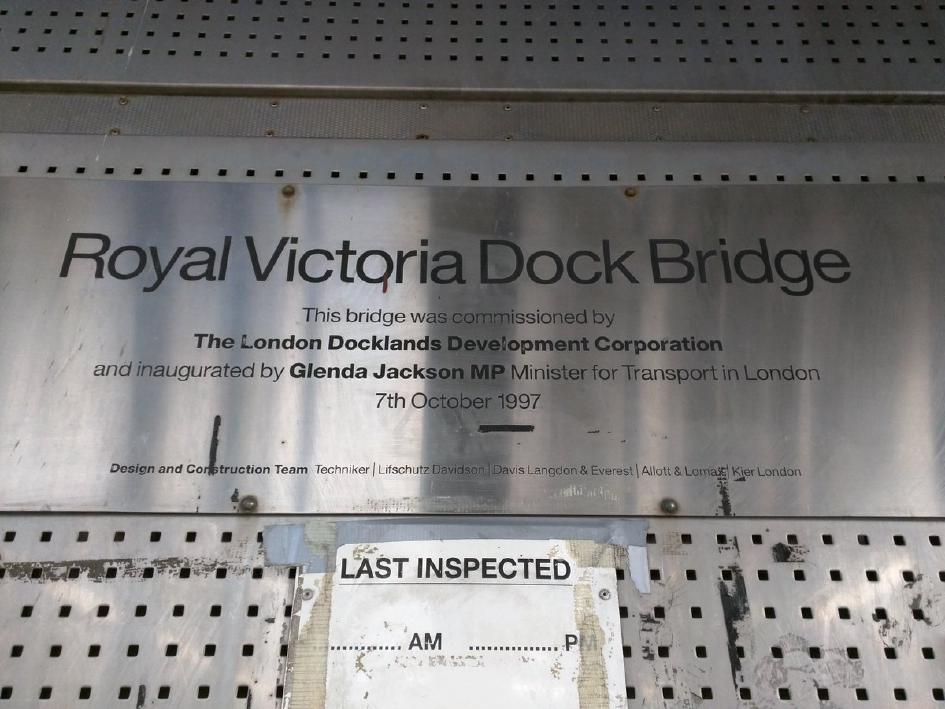 Royal Victoria Dock Bridge
This bridge was commissioned by
The London Docklands Development Corporation
and inaugurated by Glenda Jackson MP Minister for Transport in London
7th October 1997
Design and Construction Team Techniker | Lifschutz Davidson | Davis Langdon & Everest | Allott & Lomax | Kier London
LAST INSPECTED
............. AM ................ PM